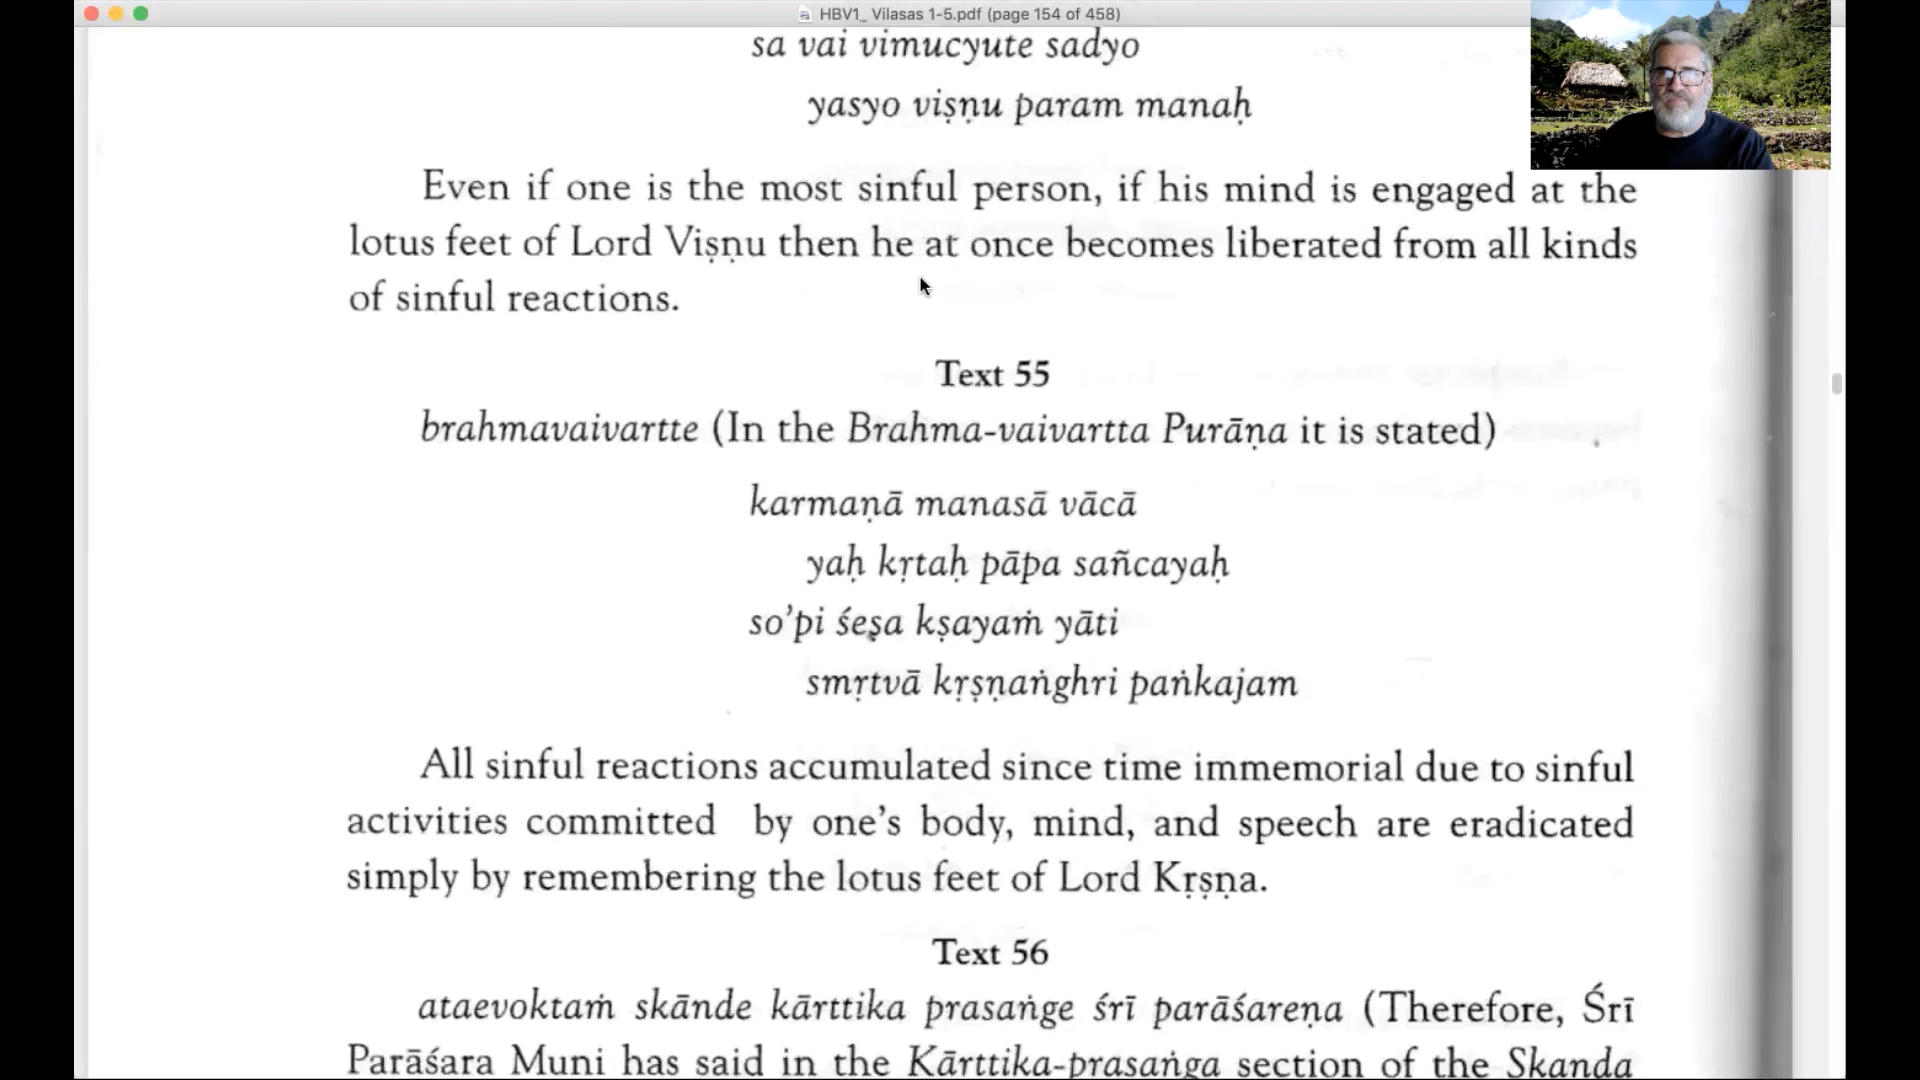 HBV1_ Vilasas 1-5.pdf (page 154 of 458)
sa vai vimucyute sadyo
yasyo viṣṇu param manaḥ
Even if one is the most sinful person, if his mind is engaged at the
lotus feet of Lord Viṣṇu then he at once becomes liberated from all kinds
of sinful reactions.
Text 55
brahmavaivartte (In the Brahma-vaivartta Purāṇa it is stated)
karmaṇā manasā vācā
yaḥ kṛtaḥ pāpa sañcayaḥ
so’pi śeṣa kṣayaṁ yāti
smṛtvā kṛṣṇaṅghri paṅkajam
All sinful reactions accumulated since time immemorial due to sinful
activities committed by one’s body, mind, and speech are eradicated
simply by remembering the lotus feet of Lord Kṛṣṇa.
Text 56
ataevoktaṁ skānde kārttika prasaṅge śrī parāśareṇa (Therefore, Śrī
Parāśara Muni has said in the Kārttika-prasaṅga section of the Skanda